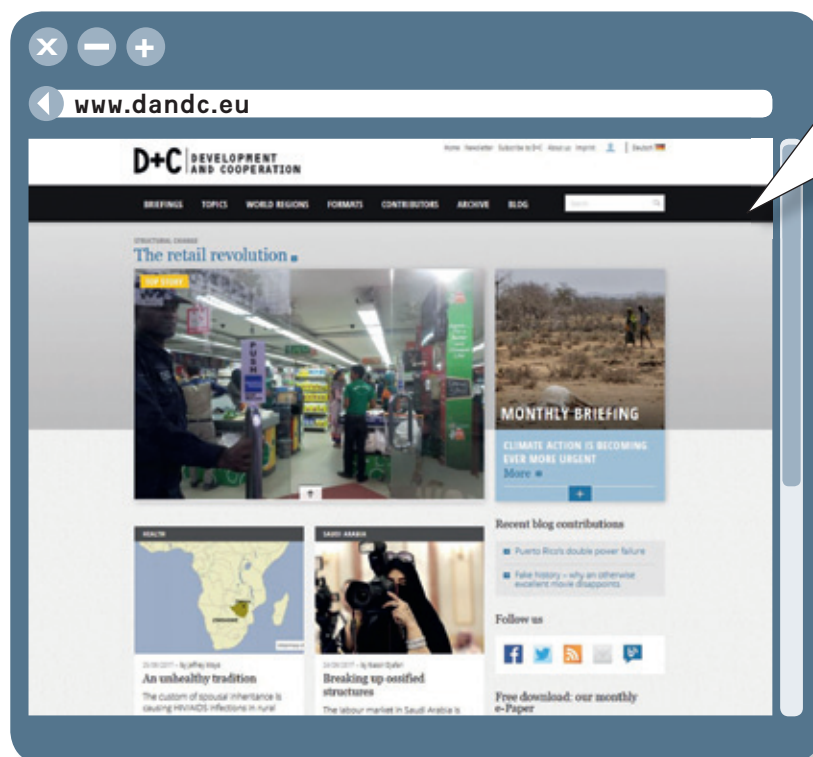 www.dandc.eu
D+C DEVELOPMENT
AND COOPERATION
Home Newsletter Subscribe to D+C About us Imprint Deutsch
BRIEFINGS TOPICS WORLD REGIONS FORMATS CONTRIBUTORS ARCHIVE BLOG
Search
STRUCTURAL CHANGE
The retail revolution
TOP STORY
PUSH
MONTHLY BRIEFING
CLIMATE ACTION IS BECOMING
EVER MORE URGENT
More
HEALTH
ZIMBABWE
An unhealthy tradition
The custom of spousal inheritance is
causing HIV/AIDS infections in rural
SAUDI ARABIA
Breaking up ossified
structures
The labour market in Saudi Arabia is
Recent blog contributions
Puerto Rico's double power failure
Fake history – why an otherwise
excellent movie disappoints
Follow us
Free download: our monthly
e-Paper